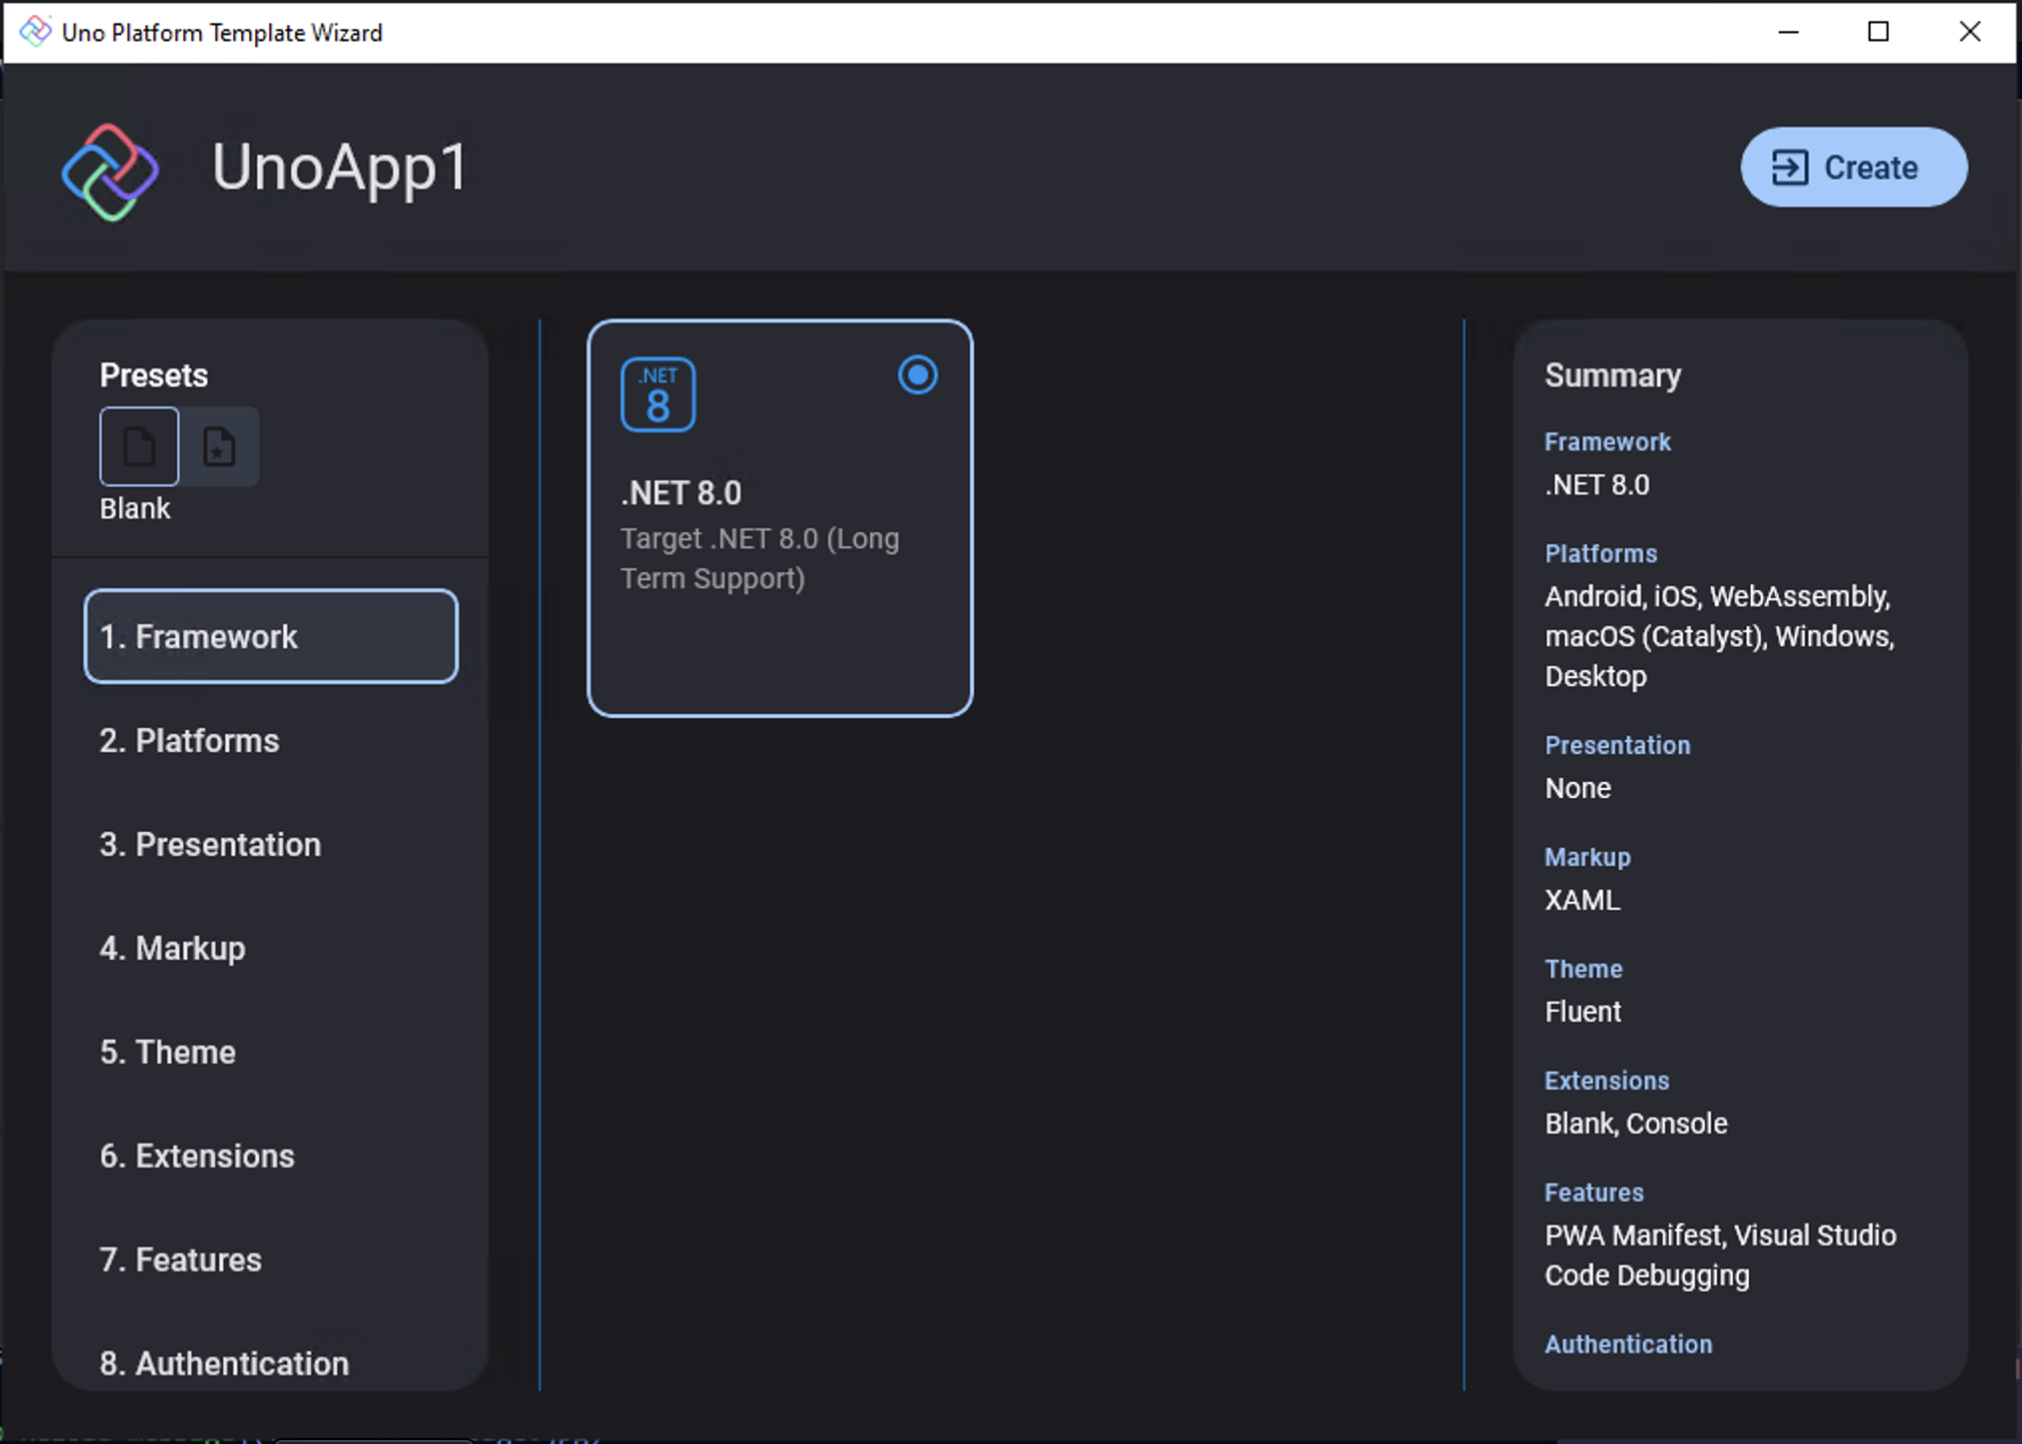 Uno Platform Template Wizard
UnoApp1
Create
Presets
Blank
1. Framework
2. Platforms
3. Presentation
4. Markup
5. Theme
6. Extensions
7. Features
8. Authentication
.NET
8
.NET 8.0
Target .NET 8.0 (Long
Term Support)
Summary
Framework
.NET 8.0
Platforms
Android, iOS, WebAssembly,
macOS (Catalyst), Windows,
Desktop
Presentation
None
Markup
XAML
Theme
Fluent
Extensions
Blank, Console
Features
PWA Manifest, Visual Studio
Code Debugging
Authentication